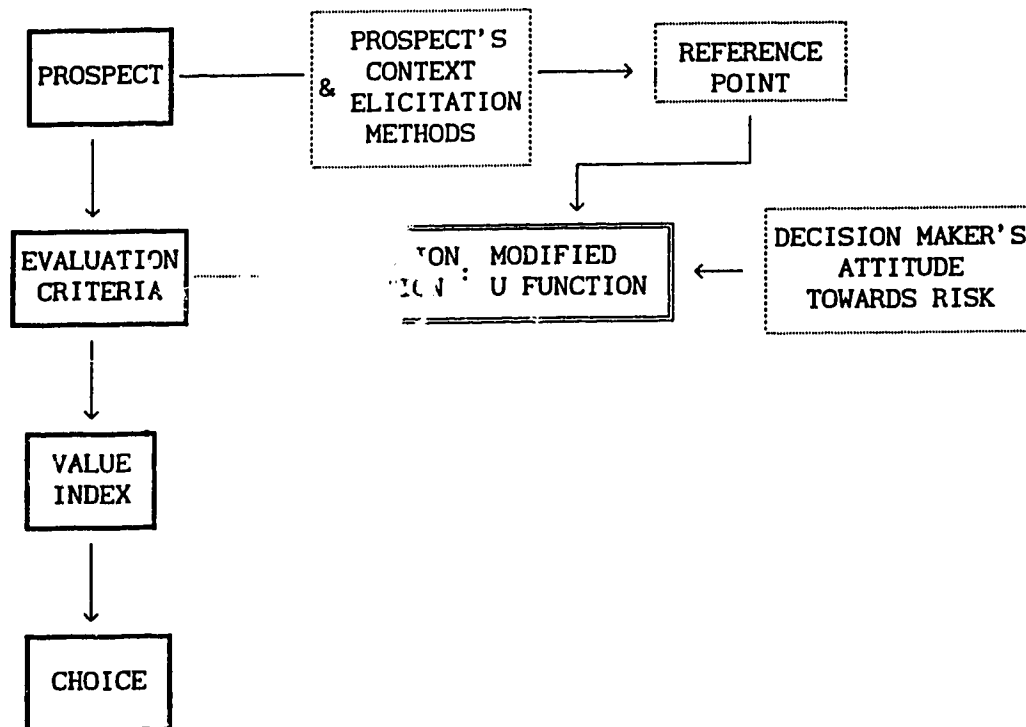 PROSPECT
PROSPECT'S
CONTEXT
& ELICITATION
METHODS
REFERENCE
POINT
EVALUATION
CRITERIA
: MODIFIED
U FUNCTION
DECISION MAKER'S
ATTITUDE
TOWARDS RISK
VALUE
INDEX
CHOICE